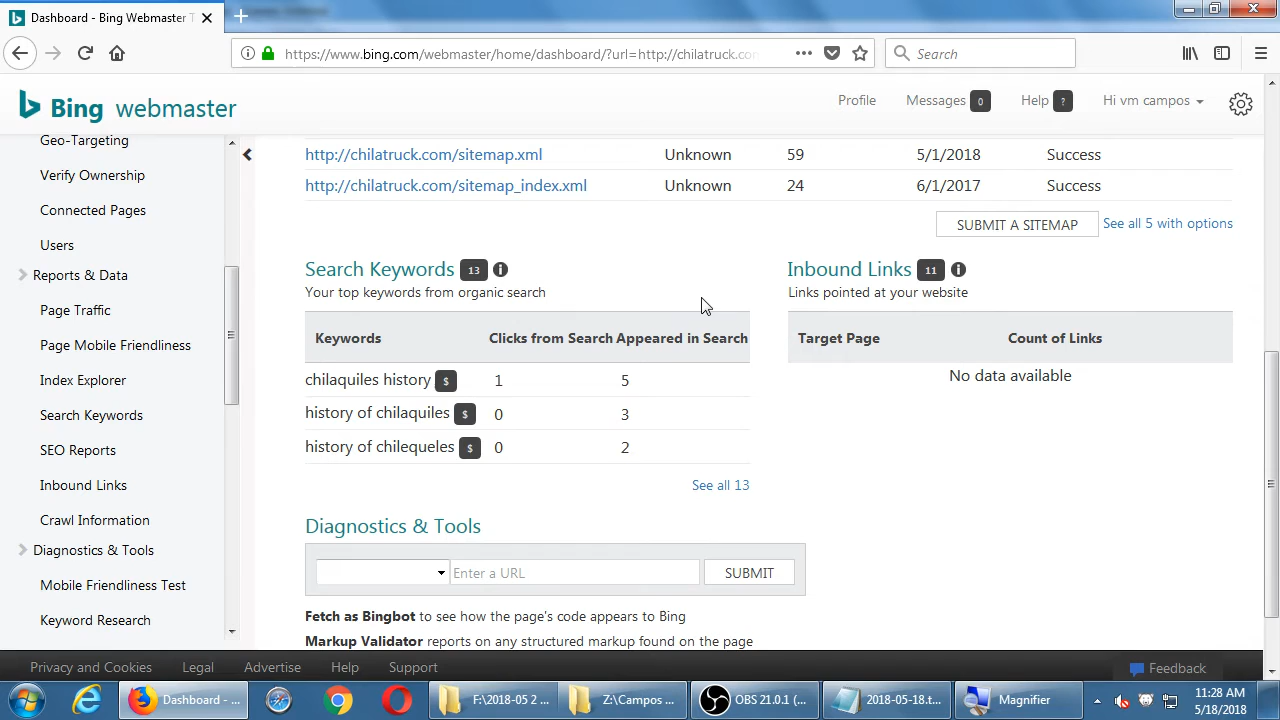 Dashboard - Bing Webmaster T
https://www.bing.com/webmaster/home/dashboard/?url=http://chilatruck.co
Search
Bing webmaster
Profile
Messages 0
Help ?
Hi vm campos
Geo-Targeting
Verify Ownership
Connected Pages
Users
Reports & Data
Page Traffic
Page Mobile Friendliness
Index Explorer
Search Keywords
SEO Reports
Inbound Links
Crawl Information
Diagnostics & Tools
Mobile Friendliness Test
Keyword Research
http://chilatruck.com/sitemap.xml Unknown 59 5/1/2018 Success
http://chilatruck.com/sitemap_index.xml Unknown 24 6/1/2017 Success
SUBMIT A SITEMAP See all 5 with options
Search Keywords 13
Your top keywords from organic search
Keywords Clicks from Search Appeared in Search
chilaquiles history $ 1 5
history of chilaquiles $ 0 3
history of chilequeles $ 0 2
See all 13
Inbound Links 11
Links pointed at your website
Target Page Count of Links
No data available
Diagnostics & Tools
Enter a URL SUBMIT
Fetch as Bingbot to see how the page's code appears to Bing
Markup Validator reports on any structured markup found on the page
Privacy and Cookies Legal Advertise Help Support Feedback
Dashboard - ...
F:\2018-05 2 ...
Z:\Campos ...
OBS 21.0.1 (...
2018-05-18.t...
Magnifier
11:28 AM
5/18/2018